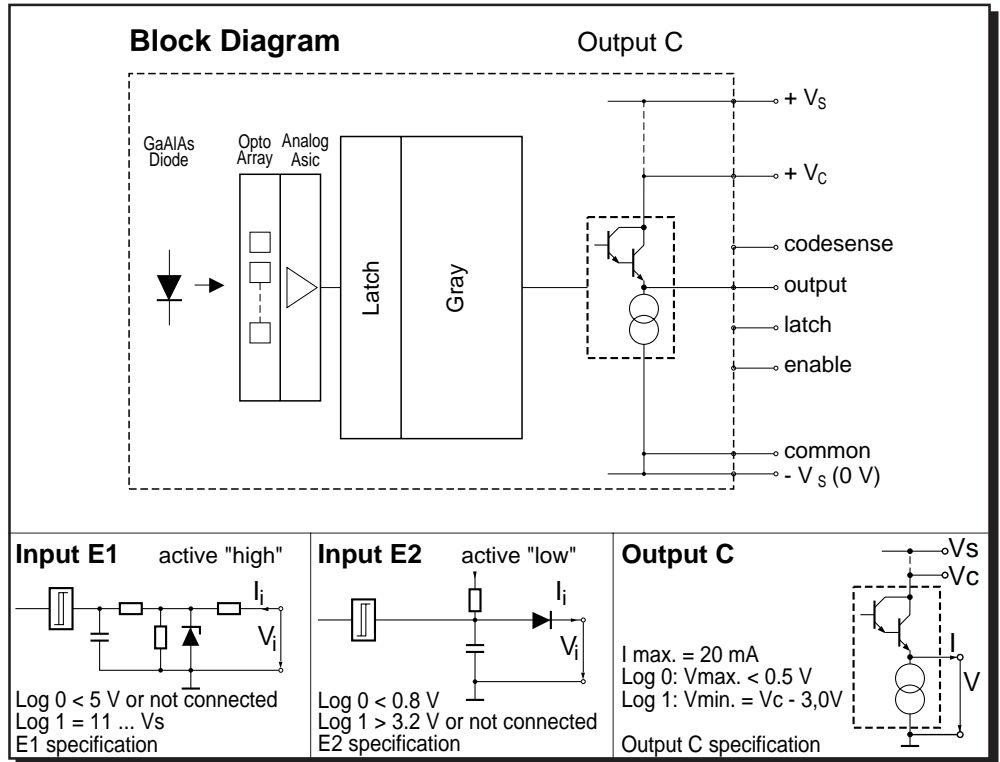 Block Diagram
Output C
+ VS
GaAlAs
Diode
Opto
Array
Analog
Asic
+ VC
Latch
Gray
codesense
output
latch
enable
common
- V S (0 V)
Input E1
active "high"
Ii
Vi
Log 0 < 5 V or not connected
Log 1 = 11 ... Vs
E1 specification
Input E2
active "low"
Ii
Vi
Log 0 < 0.8 V
Log 1 > 3.2 V or not connected
E2 specification
Output C
Vs
Vc
I
V
I max. = 20 mA
Log 0: Vmax. < 0.5 V
Log 1: Vmin. = Vc - 3,0V
Output C specification